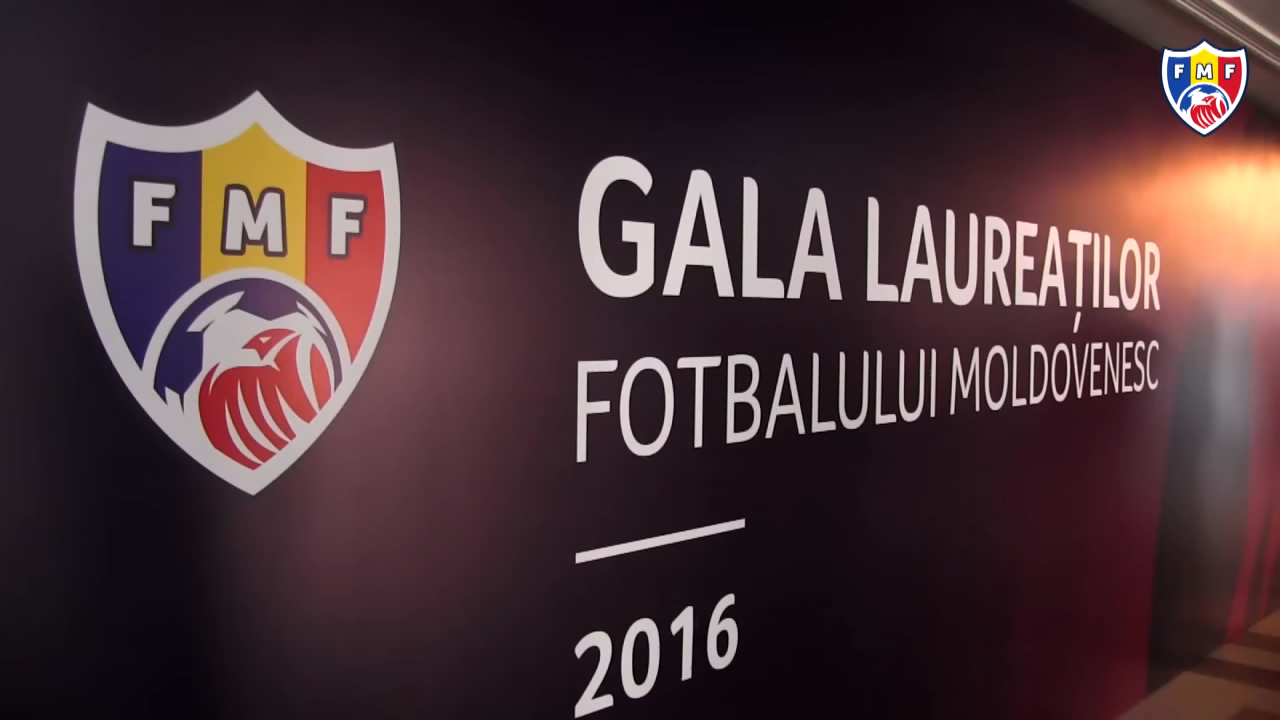 FMF
FMF
GALA LAUREAȚILOR
FOTBALULUI MOLDOVENESC
2016